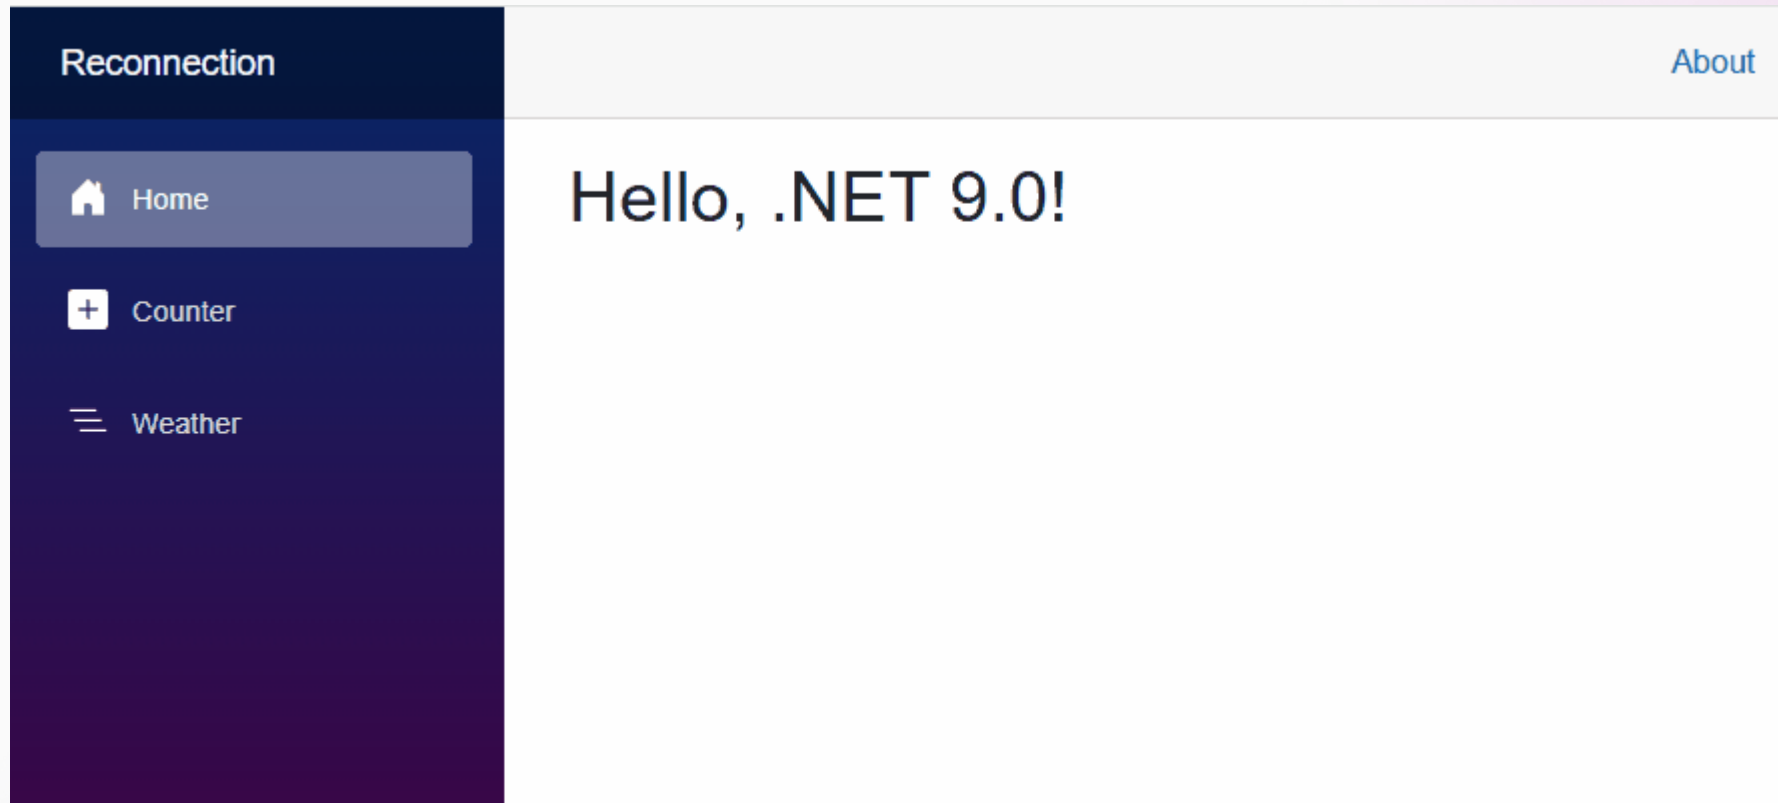 Reconnection
About
Home
Counter
Weather
Hello, .NET 9.0!